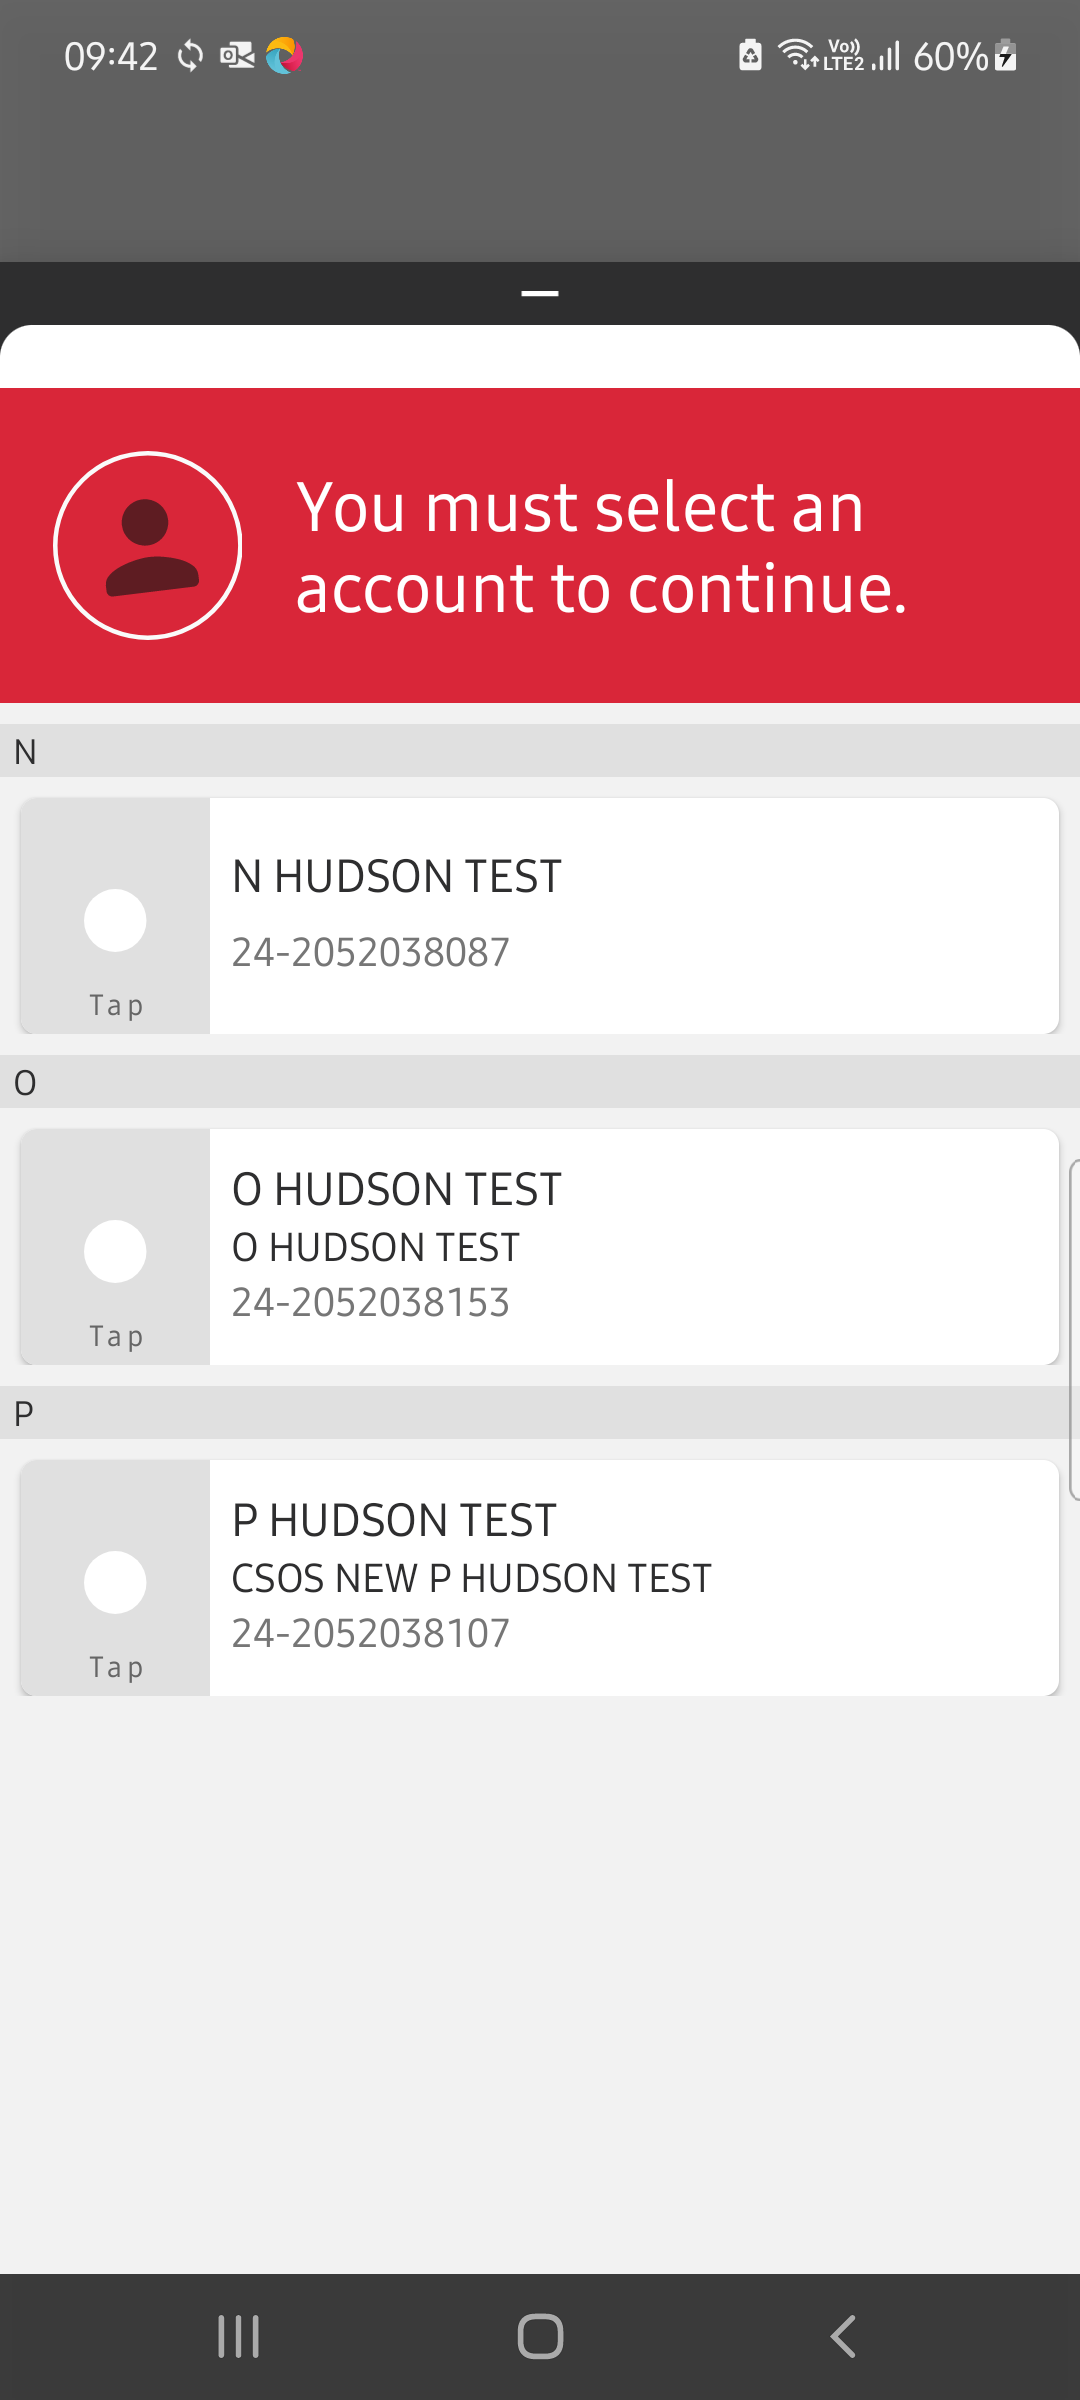 09:42
Vo))
LTE2
60%
You must select an
account to continue.
N
N HUDSON TEST
24-2052038087
Tap
O
O HUDSON TEST
O HUDSON TEST
24-2052038153
Tap
P
P HUDSON TEST
CSOS NEW P HUDSON TEST
24-2052038107
Tap